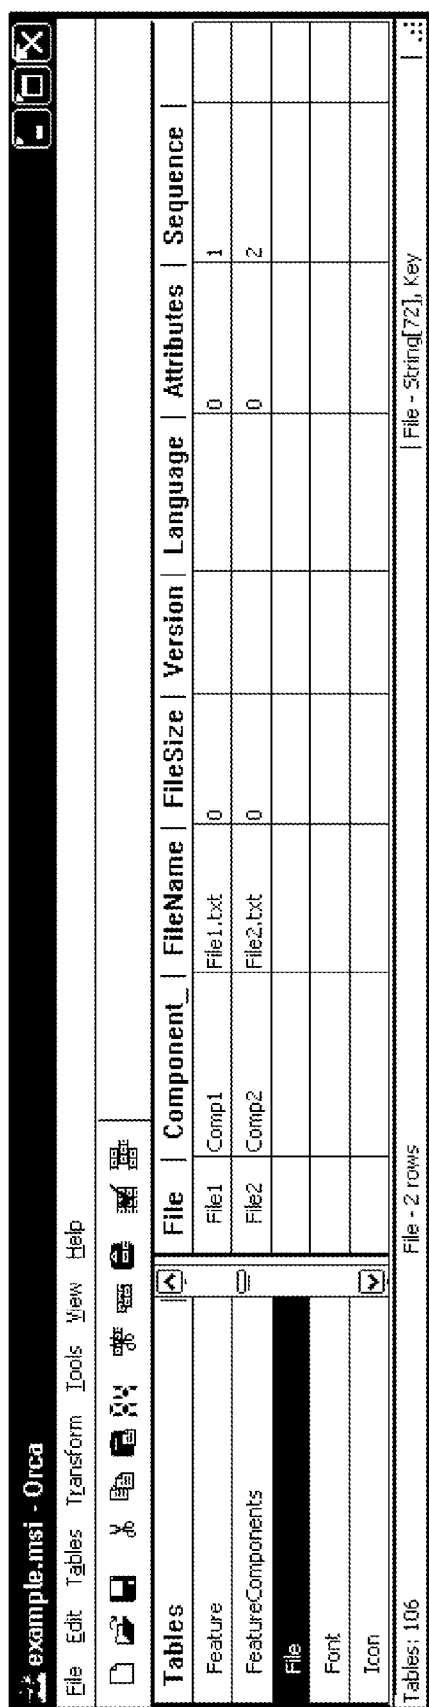 example.msi - Orca
File Edit Tables Transform Tools View Help
Tables
Feature
FeatureComponents
File
Font
Icon
File Component_ FileName FileSize Version Language Attributes Sequence
File1 Comp1 File1.txt 0 0 1
File2 Comp2 File2.txt 0 0 2
Tables: 106 File - 2 rows File - String[72], Key